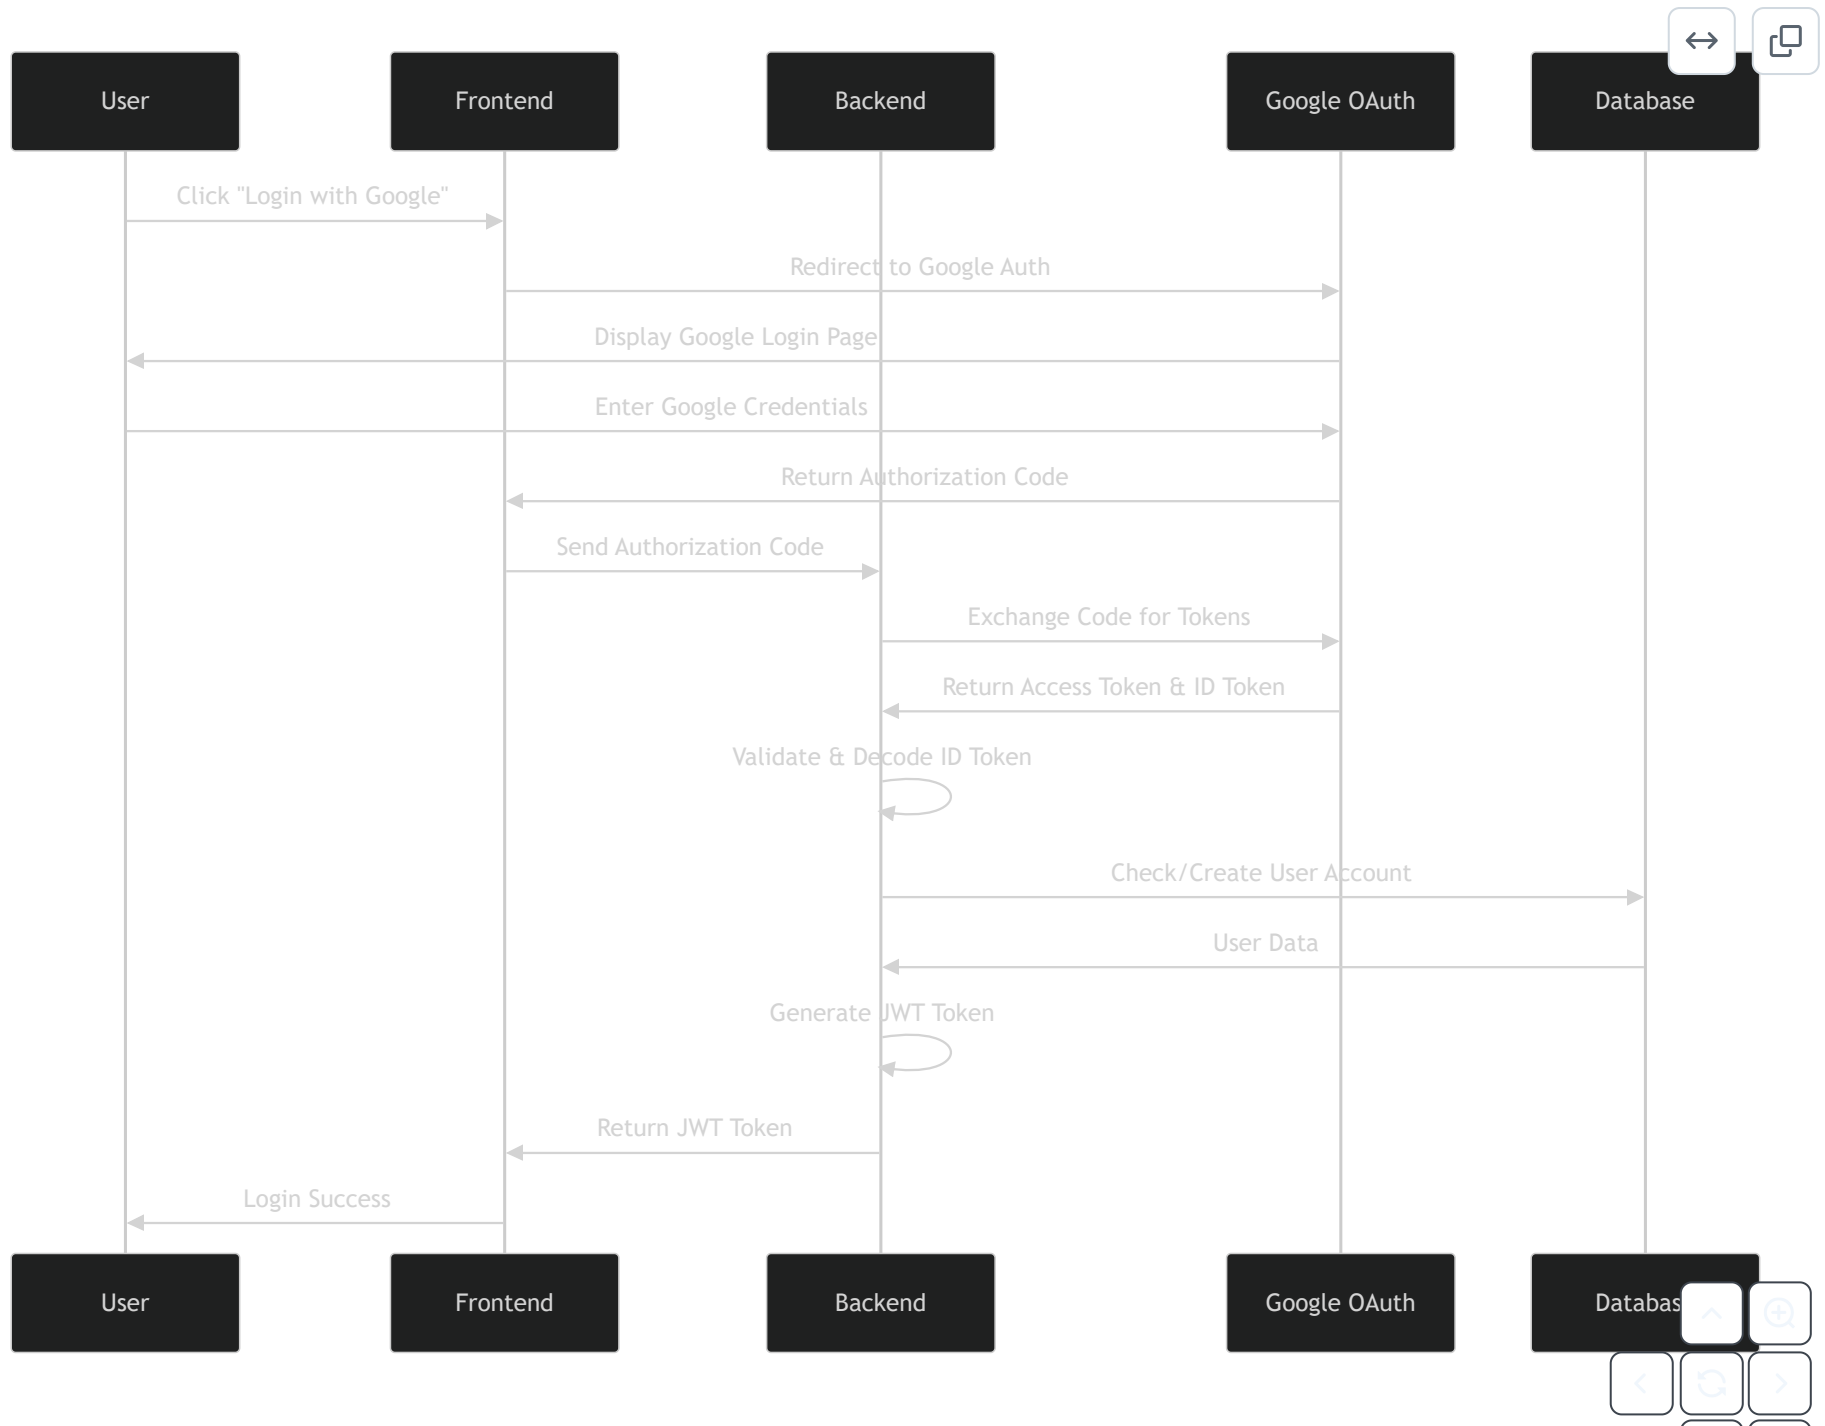 User
Frontend
Backend
Google OAuth
Database
Click "Login with Google"
Redirect to Google Auth
Display Google Login Page
Enter Google Credentials
Return Authorization Code
Send Authorization Code
Exchange Code for Tokens
Return Access Token & ID Token
Validate & Decode ID Token
Check/Create User Account
User Data
Generate JWT Token
Return JWT Token
Login Success
User
Frontend
Backend
Google OAuth
Databas